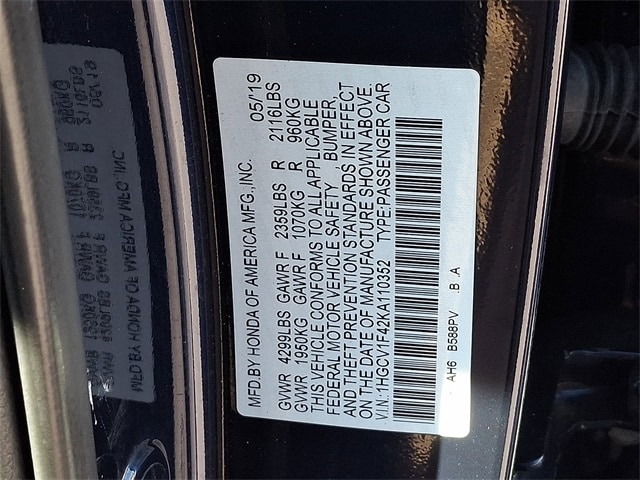 MFD.BY HONDA OF AMERICA MFG.,INC. 05/19
GVWR 4299LBS GAWR F 2359LBS R 2116LBS
GVWR 1950KG GAWR F 1070KG R 960KG
THIS VEHICLE CONFORMS TO ALL APPLICABLE
FEDERAL MOTOR VEHICLE SAFETY, BUMPER,
AND THEFT PREVENTION STANDARDS IN EFFECT
ON THE DATE OF MANUFACTURE SHOWN ABOVE.
V.I.N.:1HGCV1F42KA110352 TYPE:PASSENGER CAR
AH6 B588PV .B .A